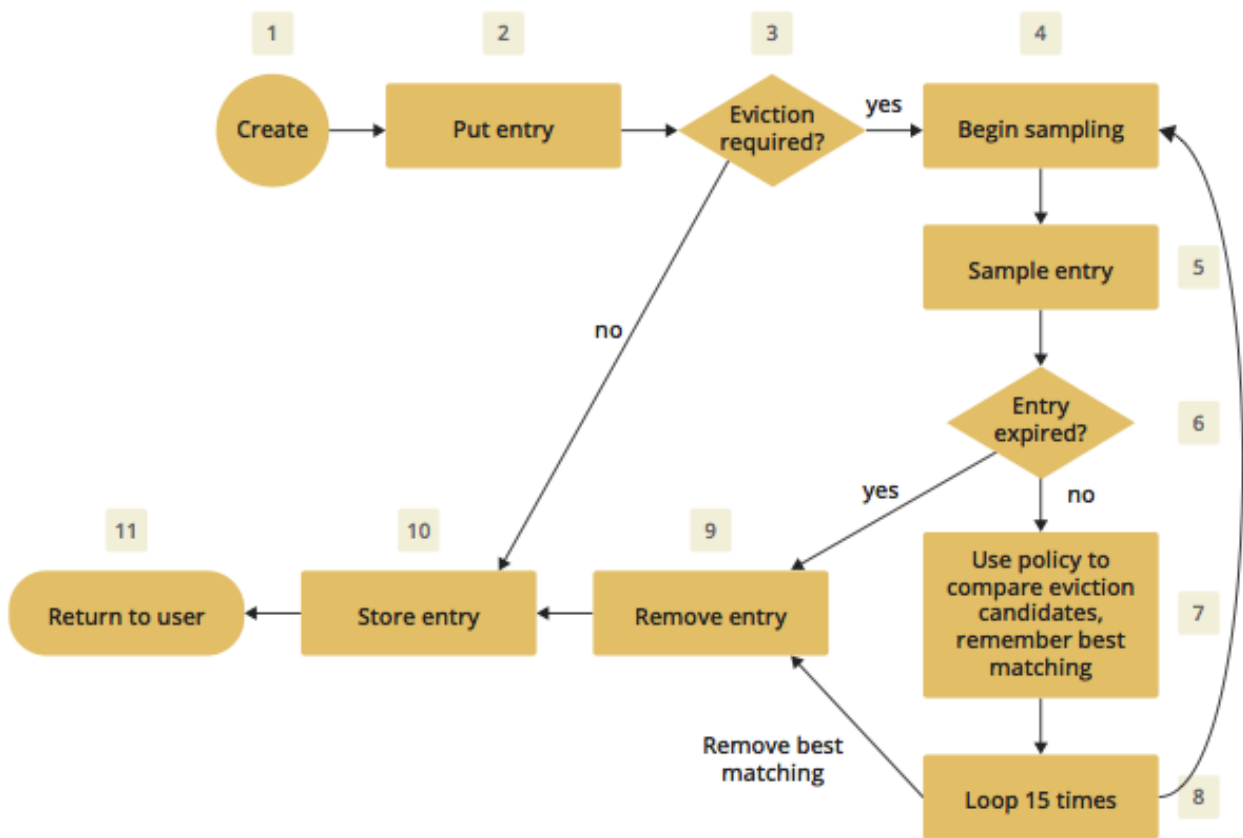 1
2
3
4
Create
Put entry
Eviction
required?
yes
Begin sampling
Sample entry
5
no
Entry
expired?
6
yes
no
11
10
9
Use policy to
compare eviction
candidates,
remember best
matching
7
Return to user
Store entry
Remove entry
Remove best
matching
Loop 15 times
8